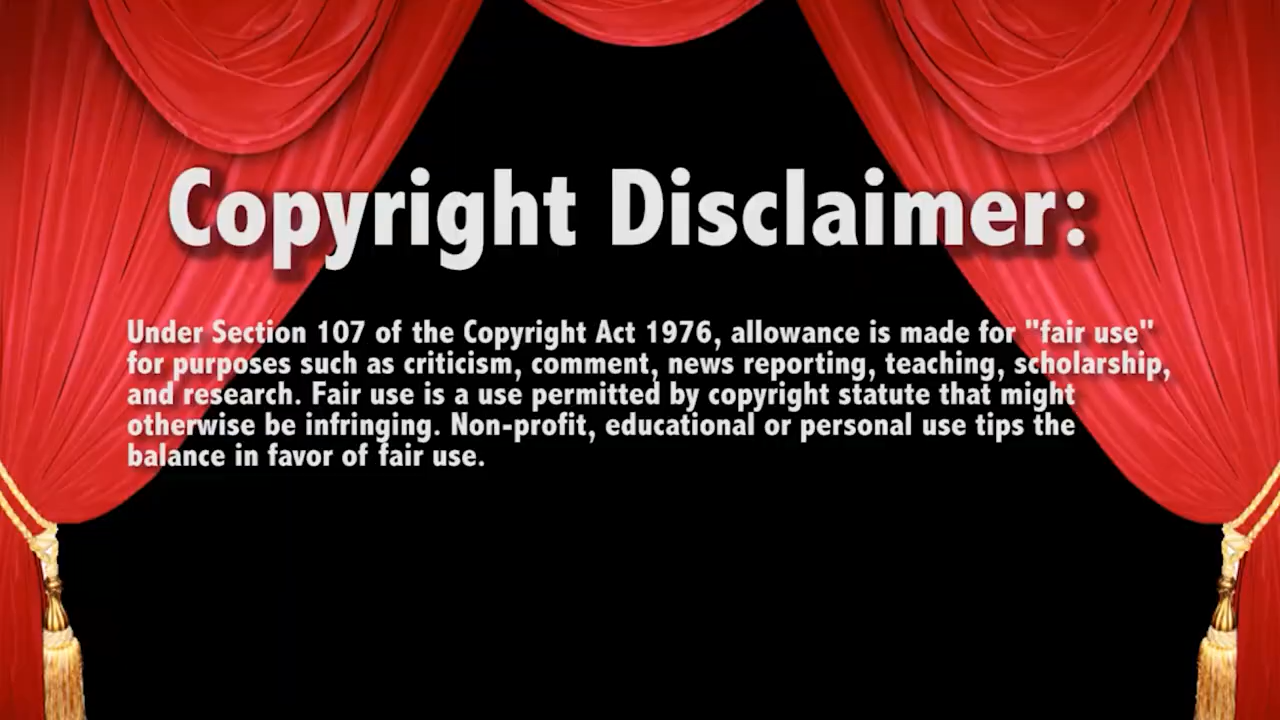 Copyright Disclaimer:
Under Section 107 of the Copyright Act 1976, allowance is made for "fair use"
for purposes such as criticism, comment, news reporting, teaching, scholarship,
and research. Fair use is a use permitted by copyright statute that might
otherwise be infringing. Non-profit, educational or personal use tips the
balance in favor of fair use.